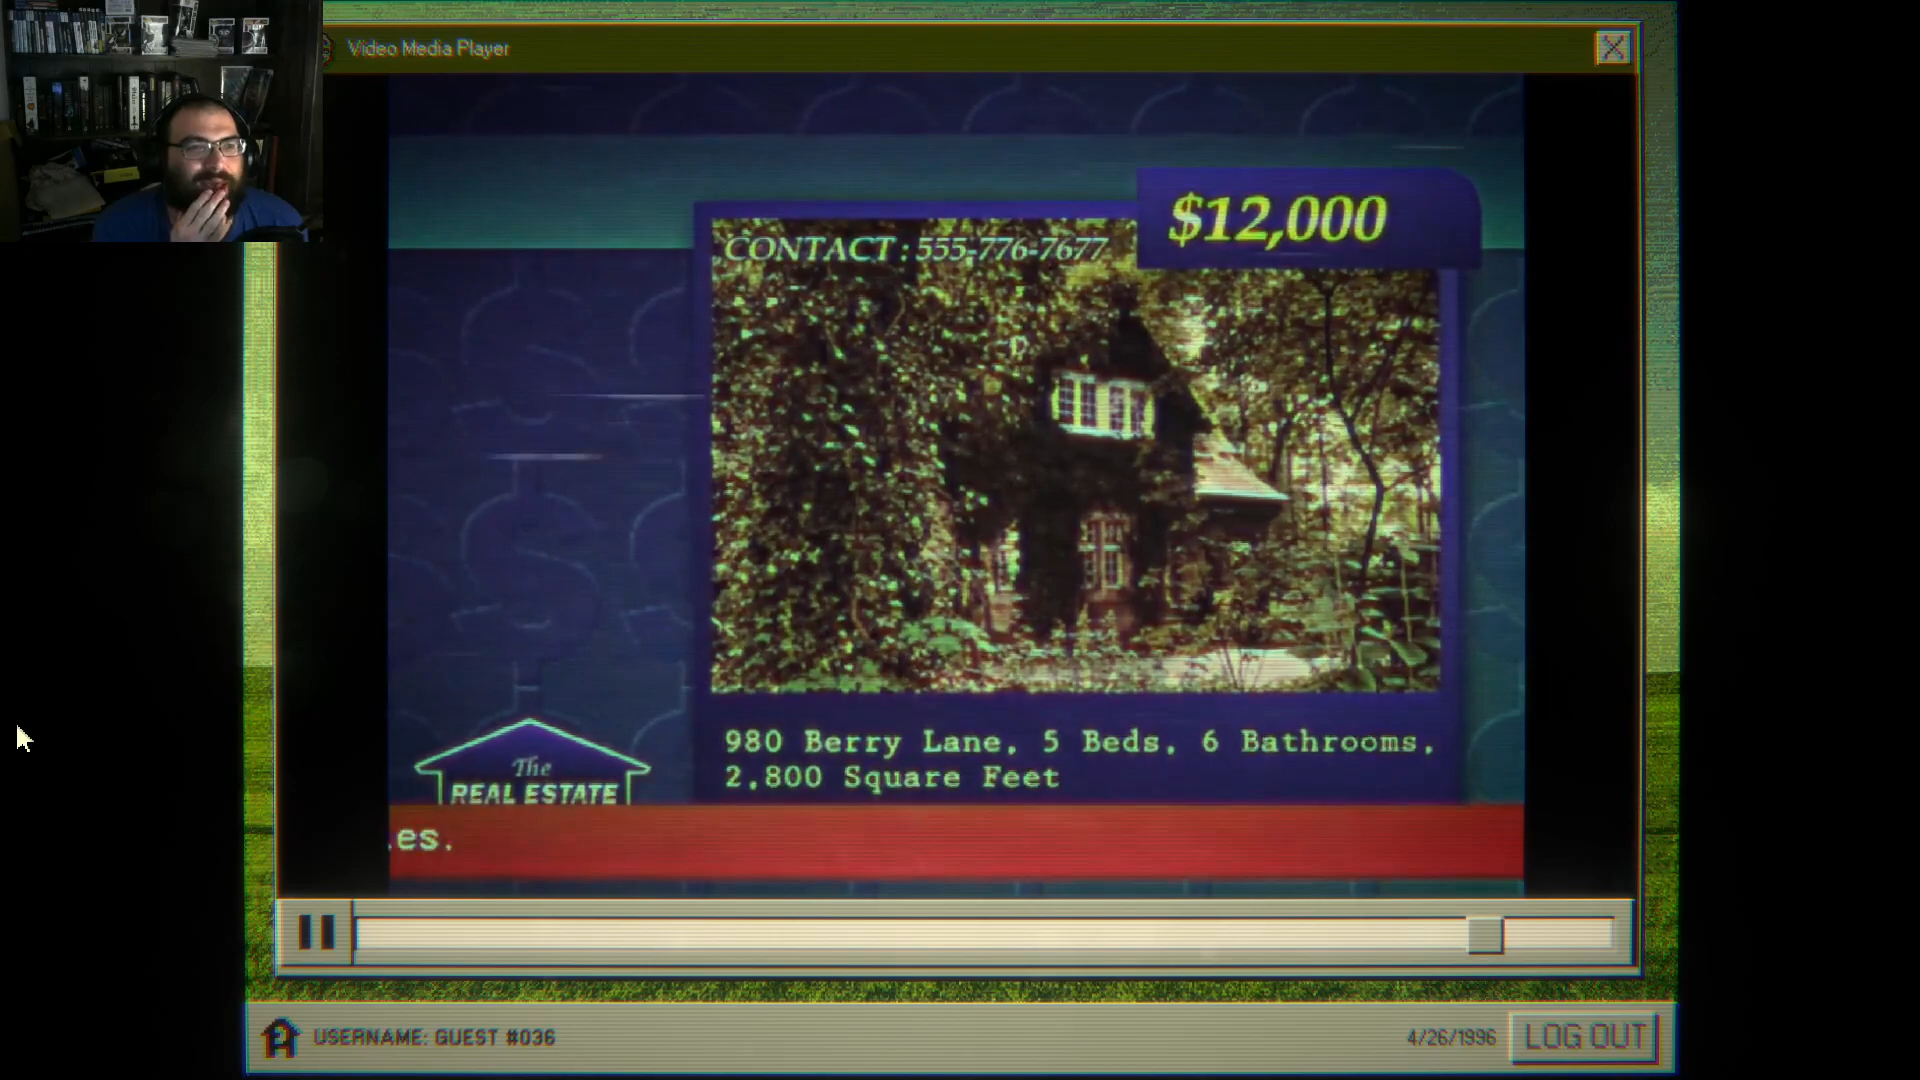 Video Media Player
$12,000
CONTACT : 555-776-7677
980 Berry Lane, 5 Beds, 6 Bathrooms,
2,800 Square Feet
The
REAL ESTATE
es.
USERNAME: GUEST #036
4/26/1996
LOG OUT